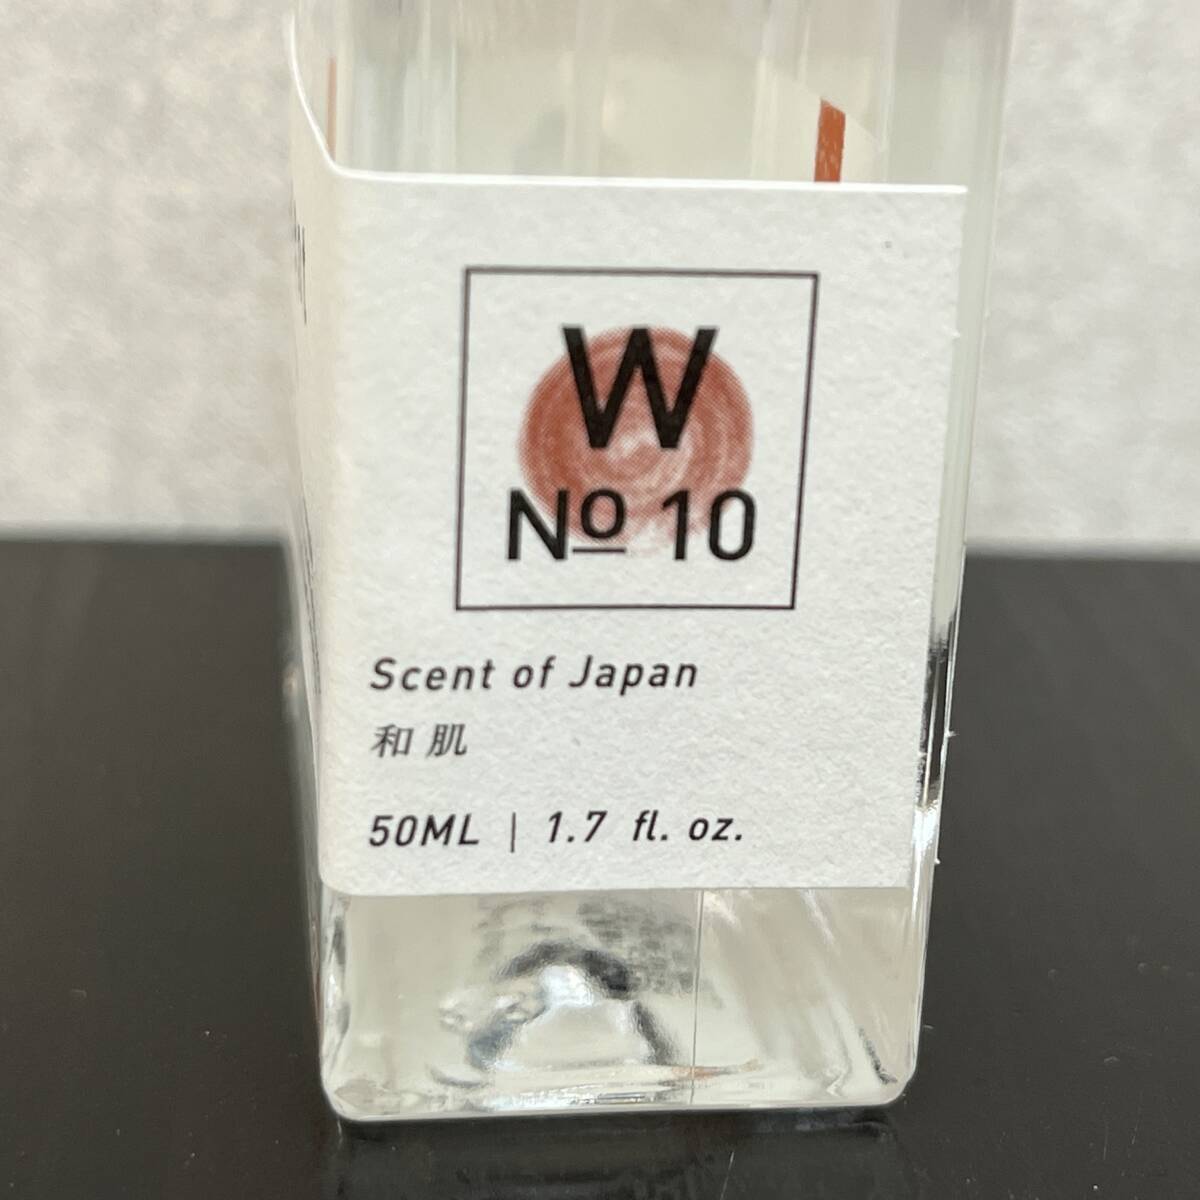 W
No 10
Scent of Japan
和肌
50ML | 1.7 fl. oz.